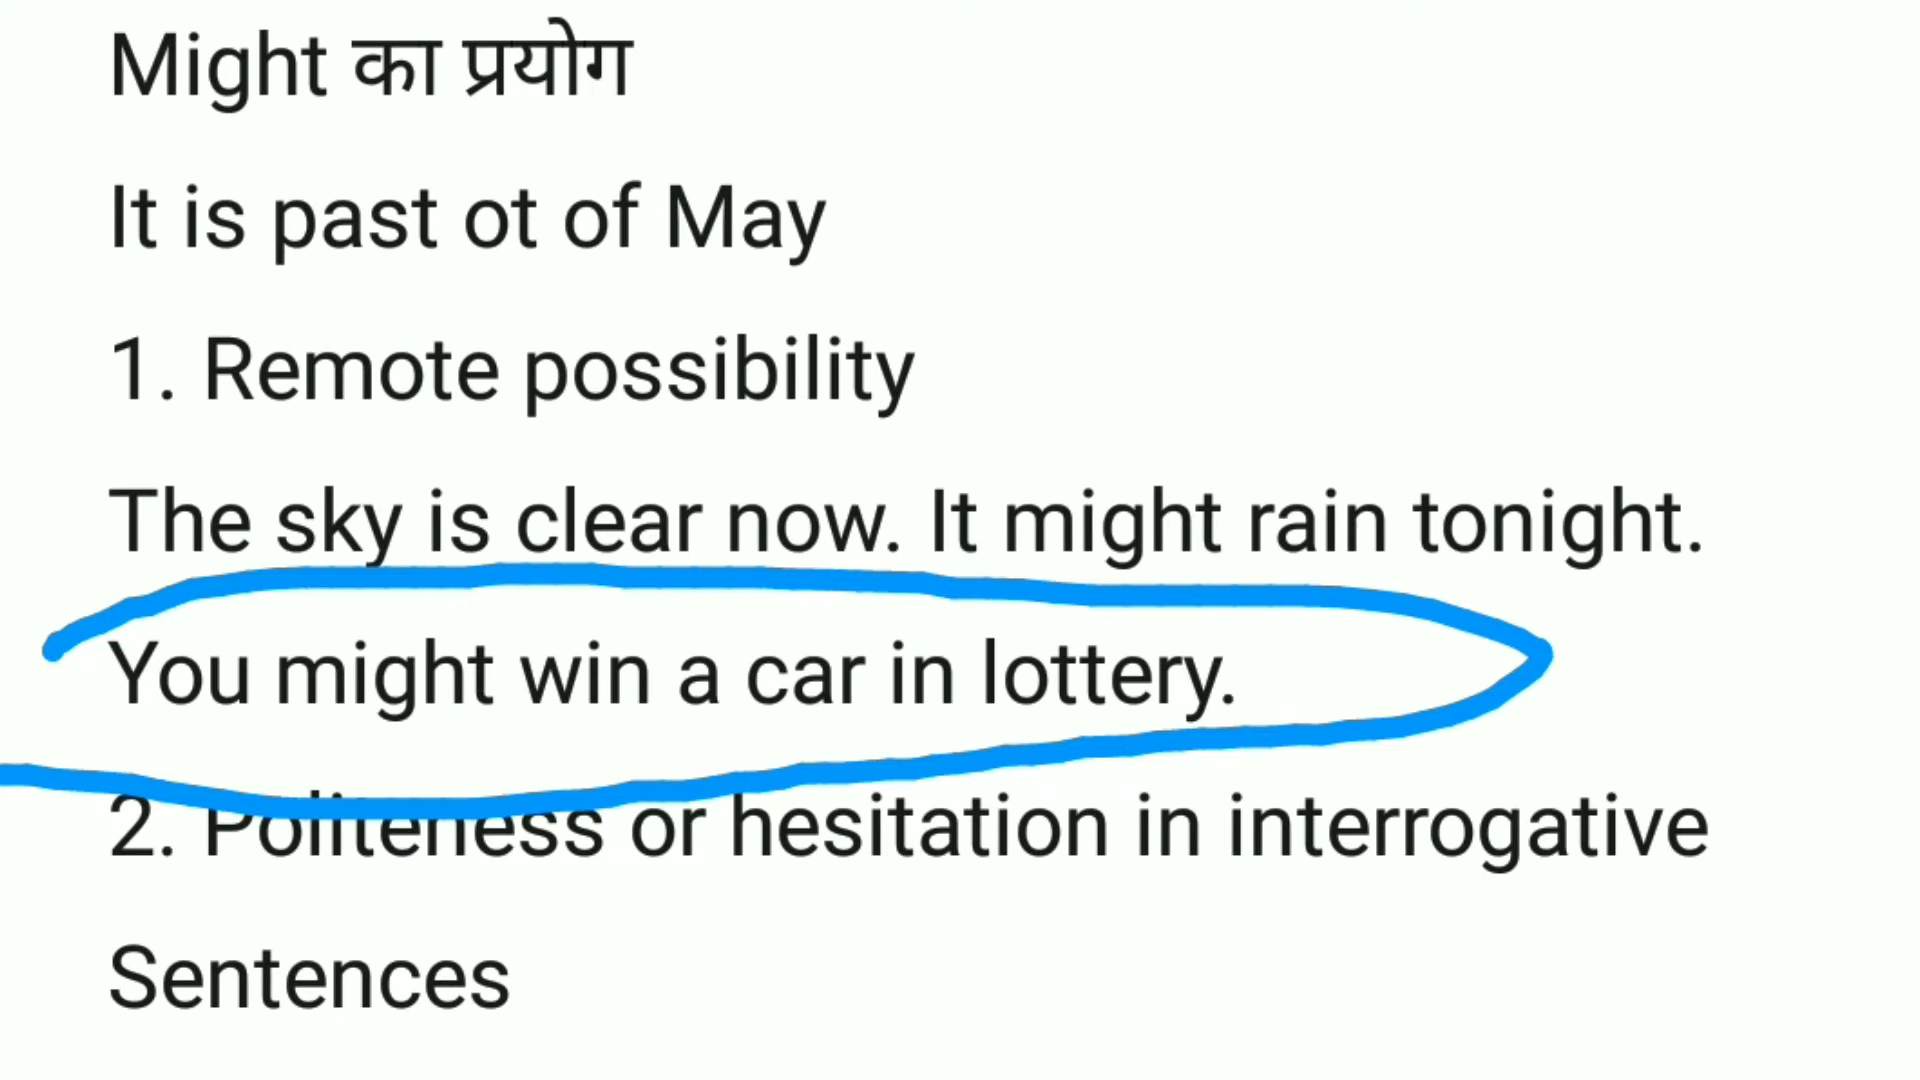 Might का प्रयोग
It is past ot of May
1. Remote possibility
The sky is clear now. It might rain tonight.
You might win a car in lottery.
2. Politeness or hesitation in interrogative
Sentences